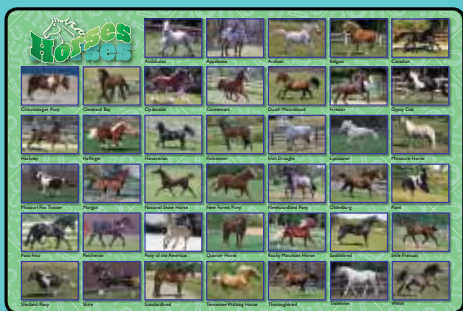 Horses
Andalusian Appaloosa Arabian Belgian Canadian
Chincoteague Pony Cleveland Bay Clydesdale Connemara Dutch Warmblood Friesian Gypsy Cob
Hackney Haflinger Hanoverian Holsteiner Irish Draught Lipizzaner Miniature Horse
Missouri Fox Trotter Morgan National Show Horse New Forest Pony Newfoundland Pony Oldenburg Paint
Paso Fino Percheron Pony of the Americas Quarter Horse Rocky Mountain Horse Saddlebred Selle Francais
Shetland Pony Shire Standardbred Tennessee Walking Horse Thoroughbred Trakehner Welsh